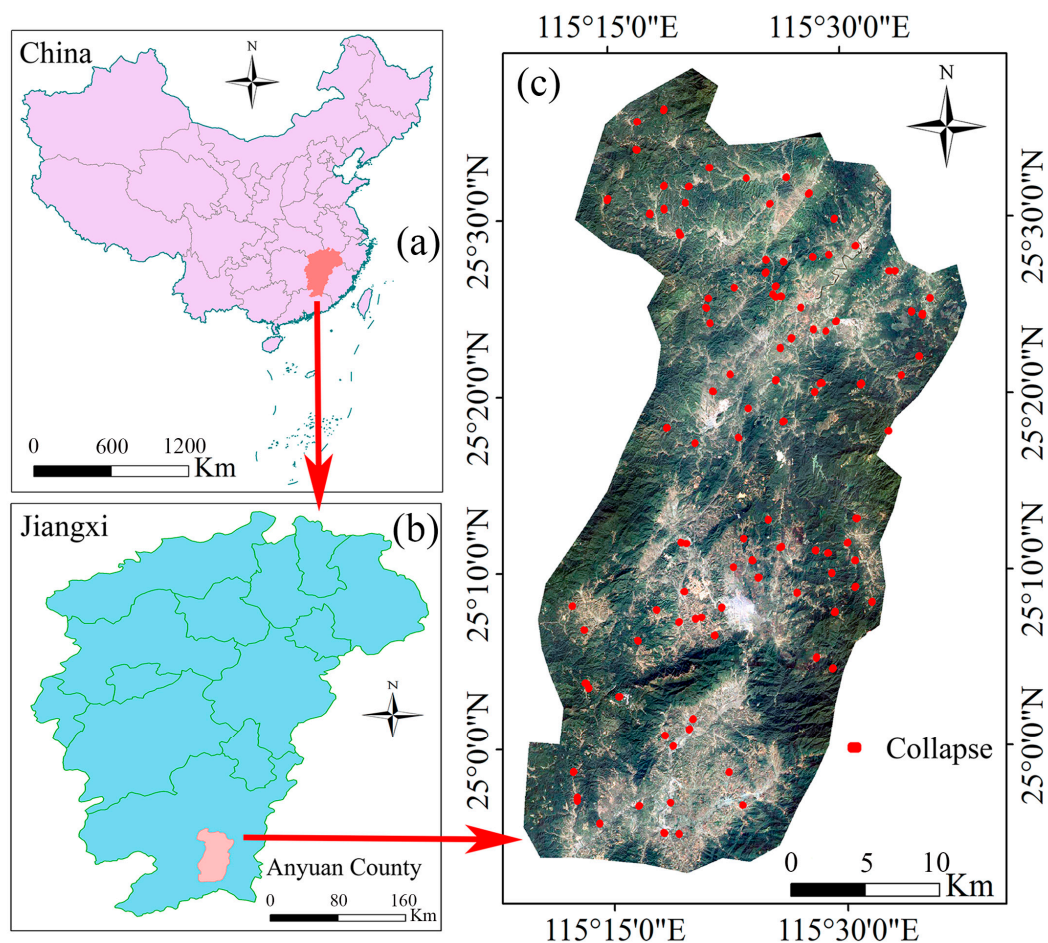 China
N
(a)
0 600 1200
Km
Jiangxi
(b)
N
Anyuan County
0 80 160
Km
115°15'0"E 115°30'0"E
(c)
N
25°30'0"N 25°30'0"N
25°20'0"N 25°20'0"N
25°10'0"N 25°10'0"N
25°0'0"N 25°0'0"N
Collapse
0 5 10
Km
115°15'0"E 115°30'0"E